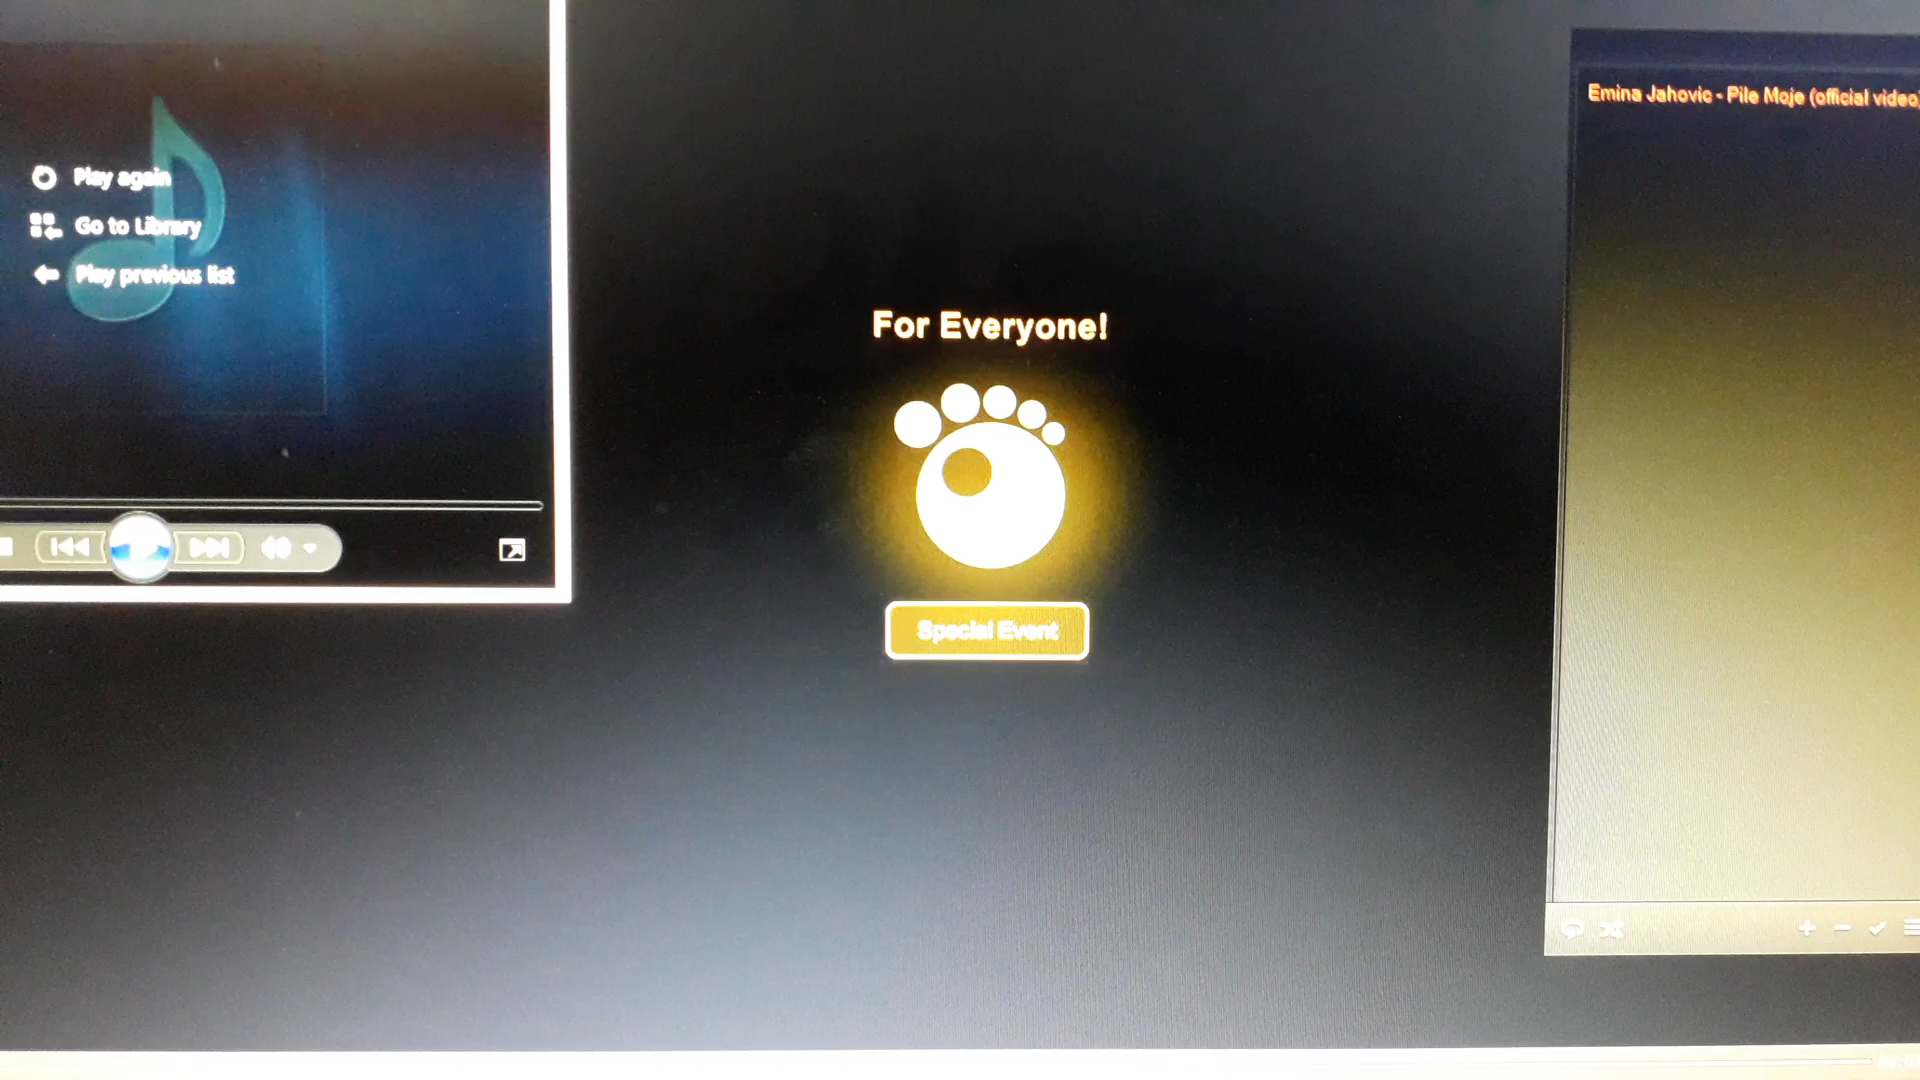 Play again
Go to Library
Play previous list
For Everyone!
Special Event
Emina Jahovic - Pile Moje (official video)